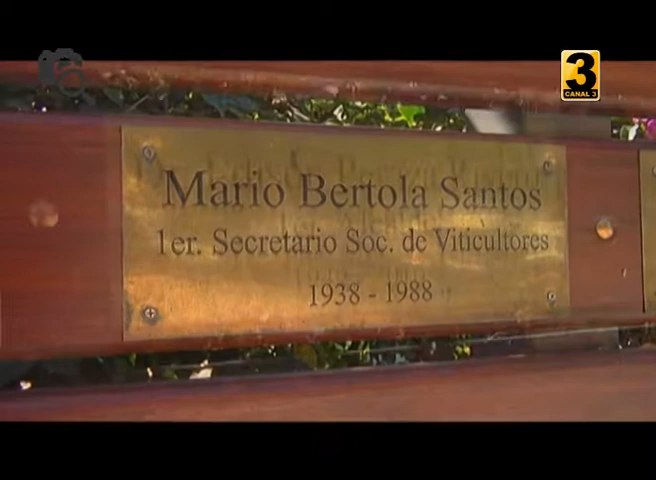 3
CANAL 3
Mario Bertola Santos
1er. Secretario Soc. de Viticultores
1938 - 1988